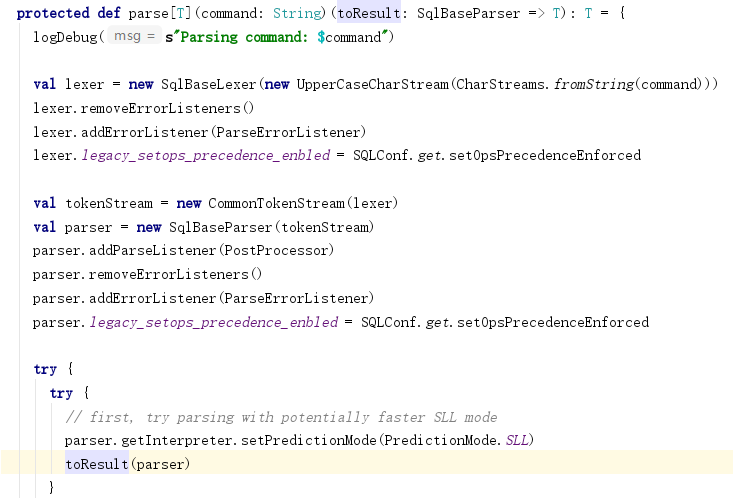 protected def parse[T](command: String)(toResult: SqlBaseParser => T): T = {
logDebug( msg = s"Parsing command: $command")
val lexer = new SqlBaseLexer(new UpperCaseCharStream(CharStreams.fromString(command)))
lexer.removeErrorListeners()
lexer.addErrorListener(ParseErrorListener)
lexer.legacy_setops_precedence_enbled = SQLConf.get.setOpsPrecedenceEnforced
val tokenStream = new CommonTokenStream(lexer)
val parser = new SqlBaseParser(tokenStream)
parser.addParseListener(PostProcessor)
parser.removeErrorListeners()
parser.addErrorListener(ParseErrorListener)
parser.legacy_setops_precedence_enbled = SQLConf.get.setOpsPrecedenceEnforced
try {
try {
// first, try parsing with potentially faster SLL mode
parser.getInterpreter.setPredictionMode(PredictionMode.SLL)
toResult(parser)
}